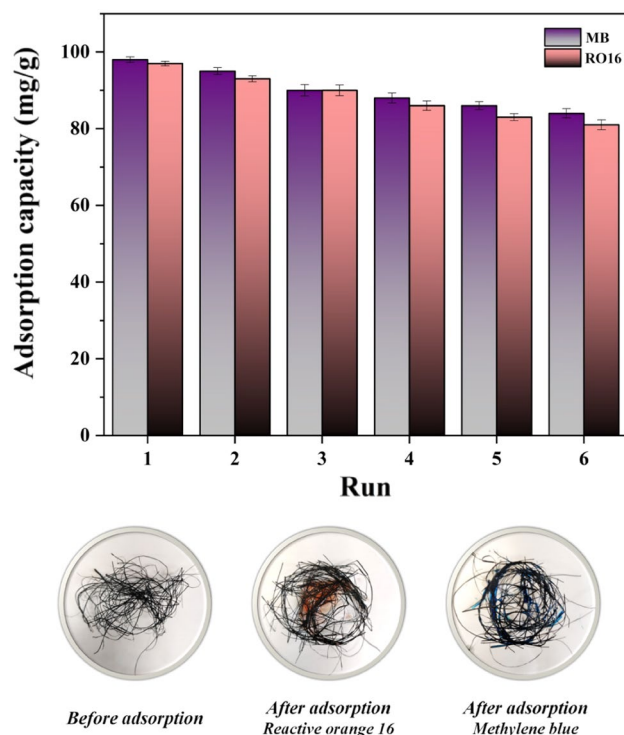 MB
RO16
Adsorption capacity (mg/g)
100
80
60
40
20
0
1 2 3 4 5 6
Run
Before adsorption
After adsorption
Reactive orange 16
After adsorption
Methylene blue